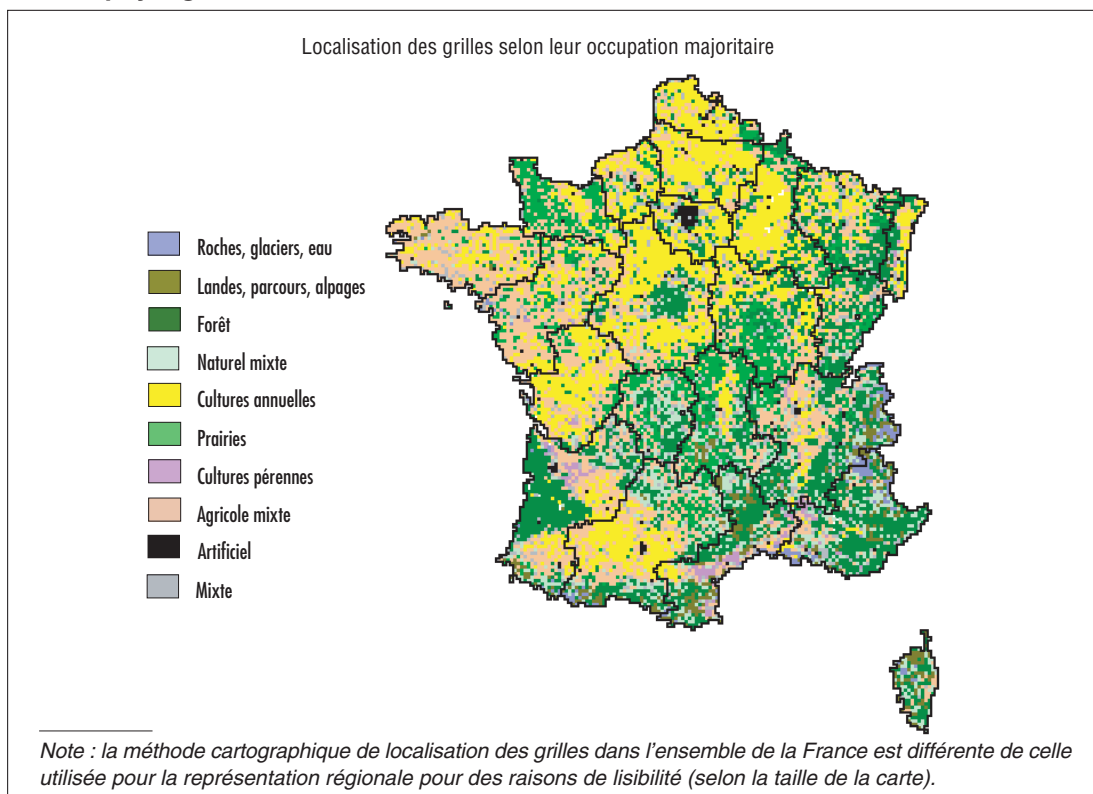 Localisation des grilles selon leur occupation majoritaire
Roches, glaciers, eau
Landes, parcours, alpages
Forêt
Naturel mixte
Cultures annuelles
Prairies
Cultures pérennes
Agricole mixte
Artificiel
Mixte
Note : la méthode cartographique de localisation des grilles dans l'ensemble de la France est différente de celle
utilisée pour la représentation régionale pour des raisons de lisibilité (selon la taille de la carte).